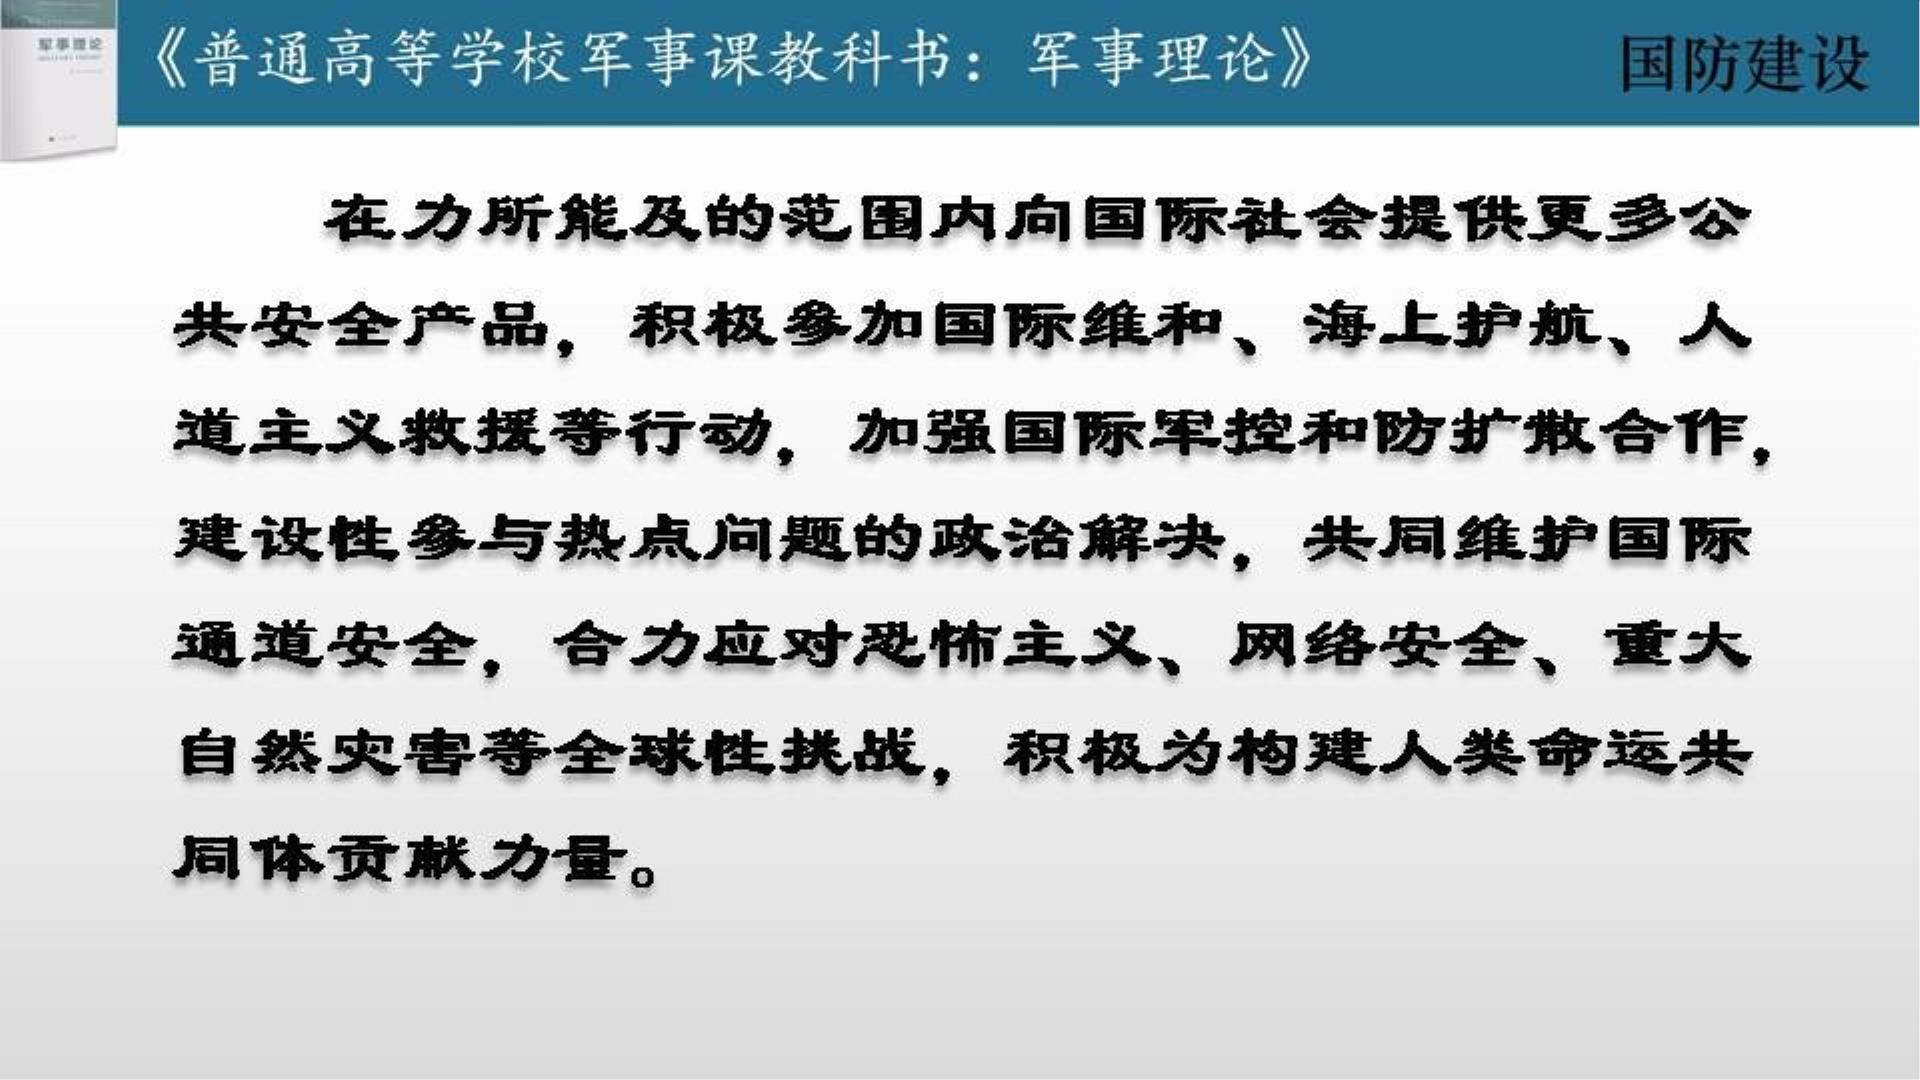 军事理论
《普通高等学校军事课教科书：军事理论》
国防建设
在力所能及的范围内向国际社会提供更多公
共安全产品，积极参加国际维和、海上护航、人
道主义救援等行动，加强国际军控和防扩散合作，
建设性参与热点问题的政治解决，共同维护国际
通道安全，合力应对恐怖主义、网络安全、重大
自然灾害等全球性挑战，积极为构建人类命运共
同体贡献力量。